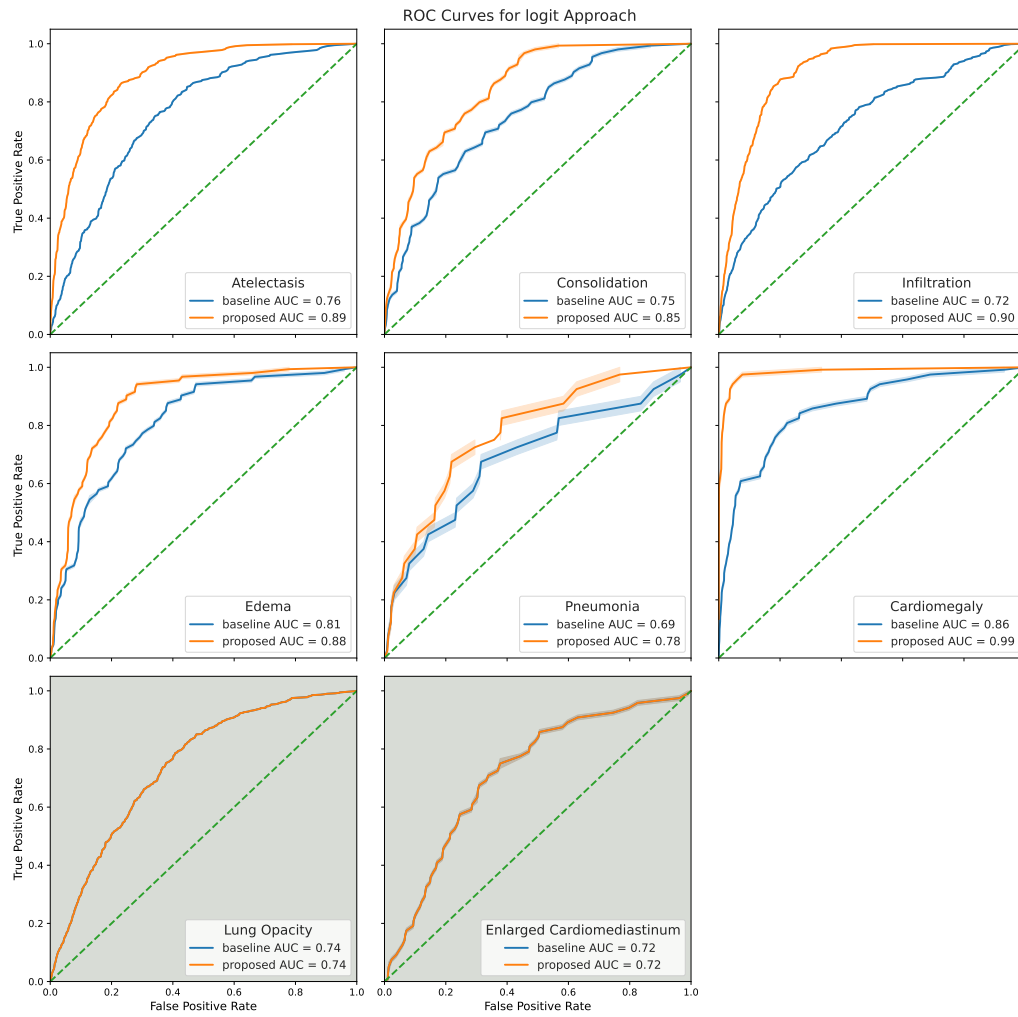 ROC Curves for logit Approach
True Positive Rate
1.0
0.8
0.6
0.4
0.2
0.0
Atelectasis
baseline AUC = 0.76
proposed AUC = 0.89
Consolidation
baseline AUC = 0.75
proposed AUC = 0.85
Infiltration
baseline AUC = 0.72
proposed AUC = 0.90
True Positive Rate
1.0
0.8
0.6
0.4
0.2
0.0
Edema
baseline AUC = 0.81
proposed AUC = 0.88
Pneumonia
baseline AUC = 0.69
proposed AUC = 0.78
Cardiomegaly
baseline AUC = 0.86
proposed AUC = 0.99
True Positive Rate
1.0
0.8
0.6
0.4
0.2
0.0
Lung Opacity
baseline AUC = 0.74
proposed AUC = 0.74
Enlarged Cardiomediastinum
baseline AUC = 0.72
proposed AUC = 0.72
0.0 0.2 0.4 0.6 0.8 1.0
False Positive Rate
0.0 0.2 0.4 0.6 0.8 1.0
False Positive Rate